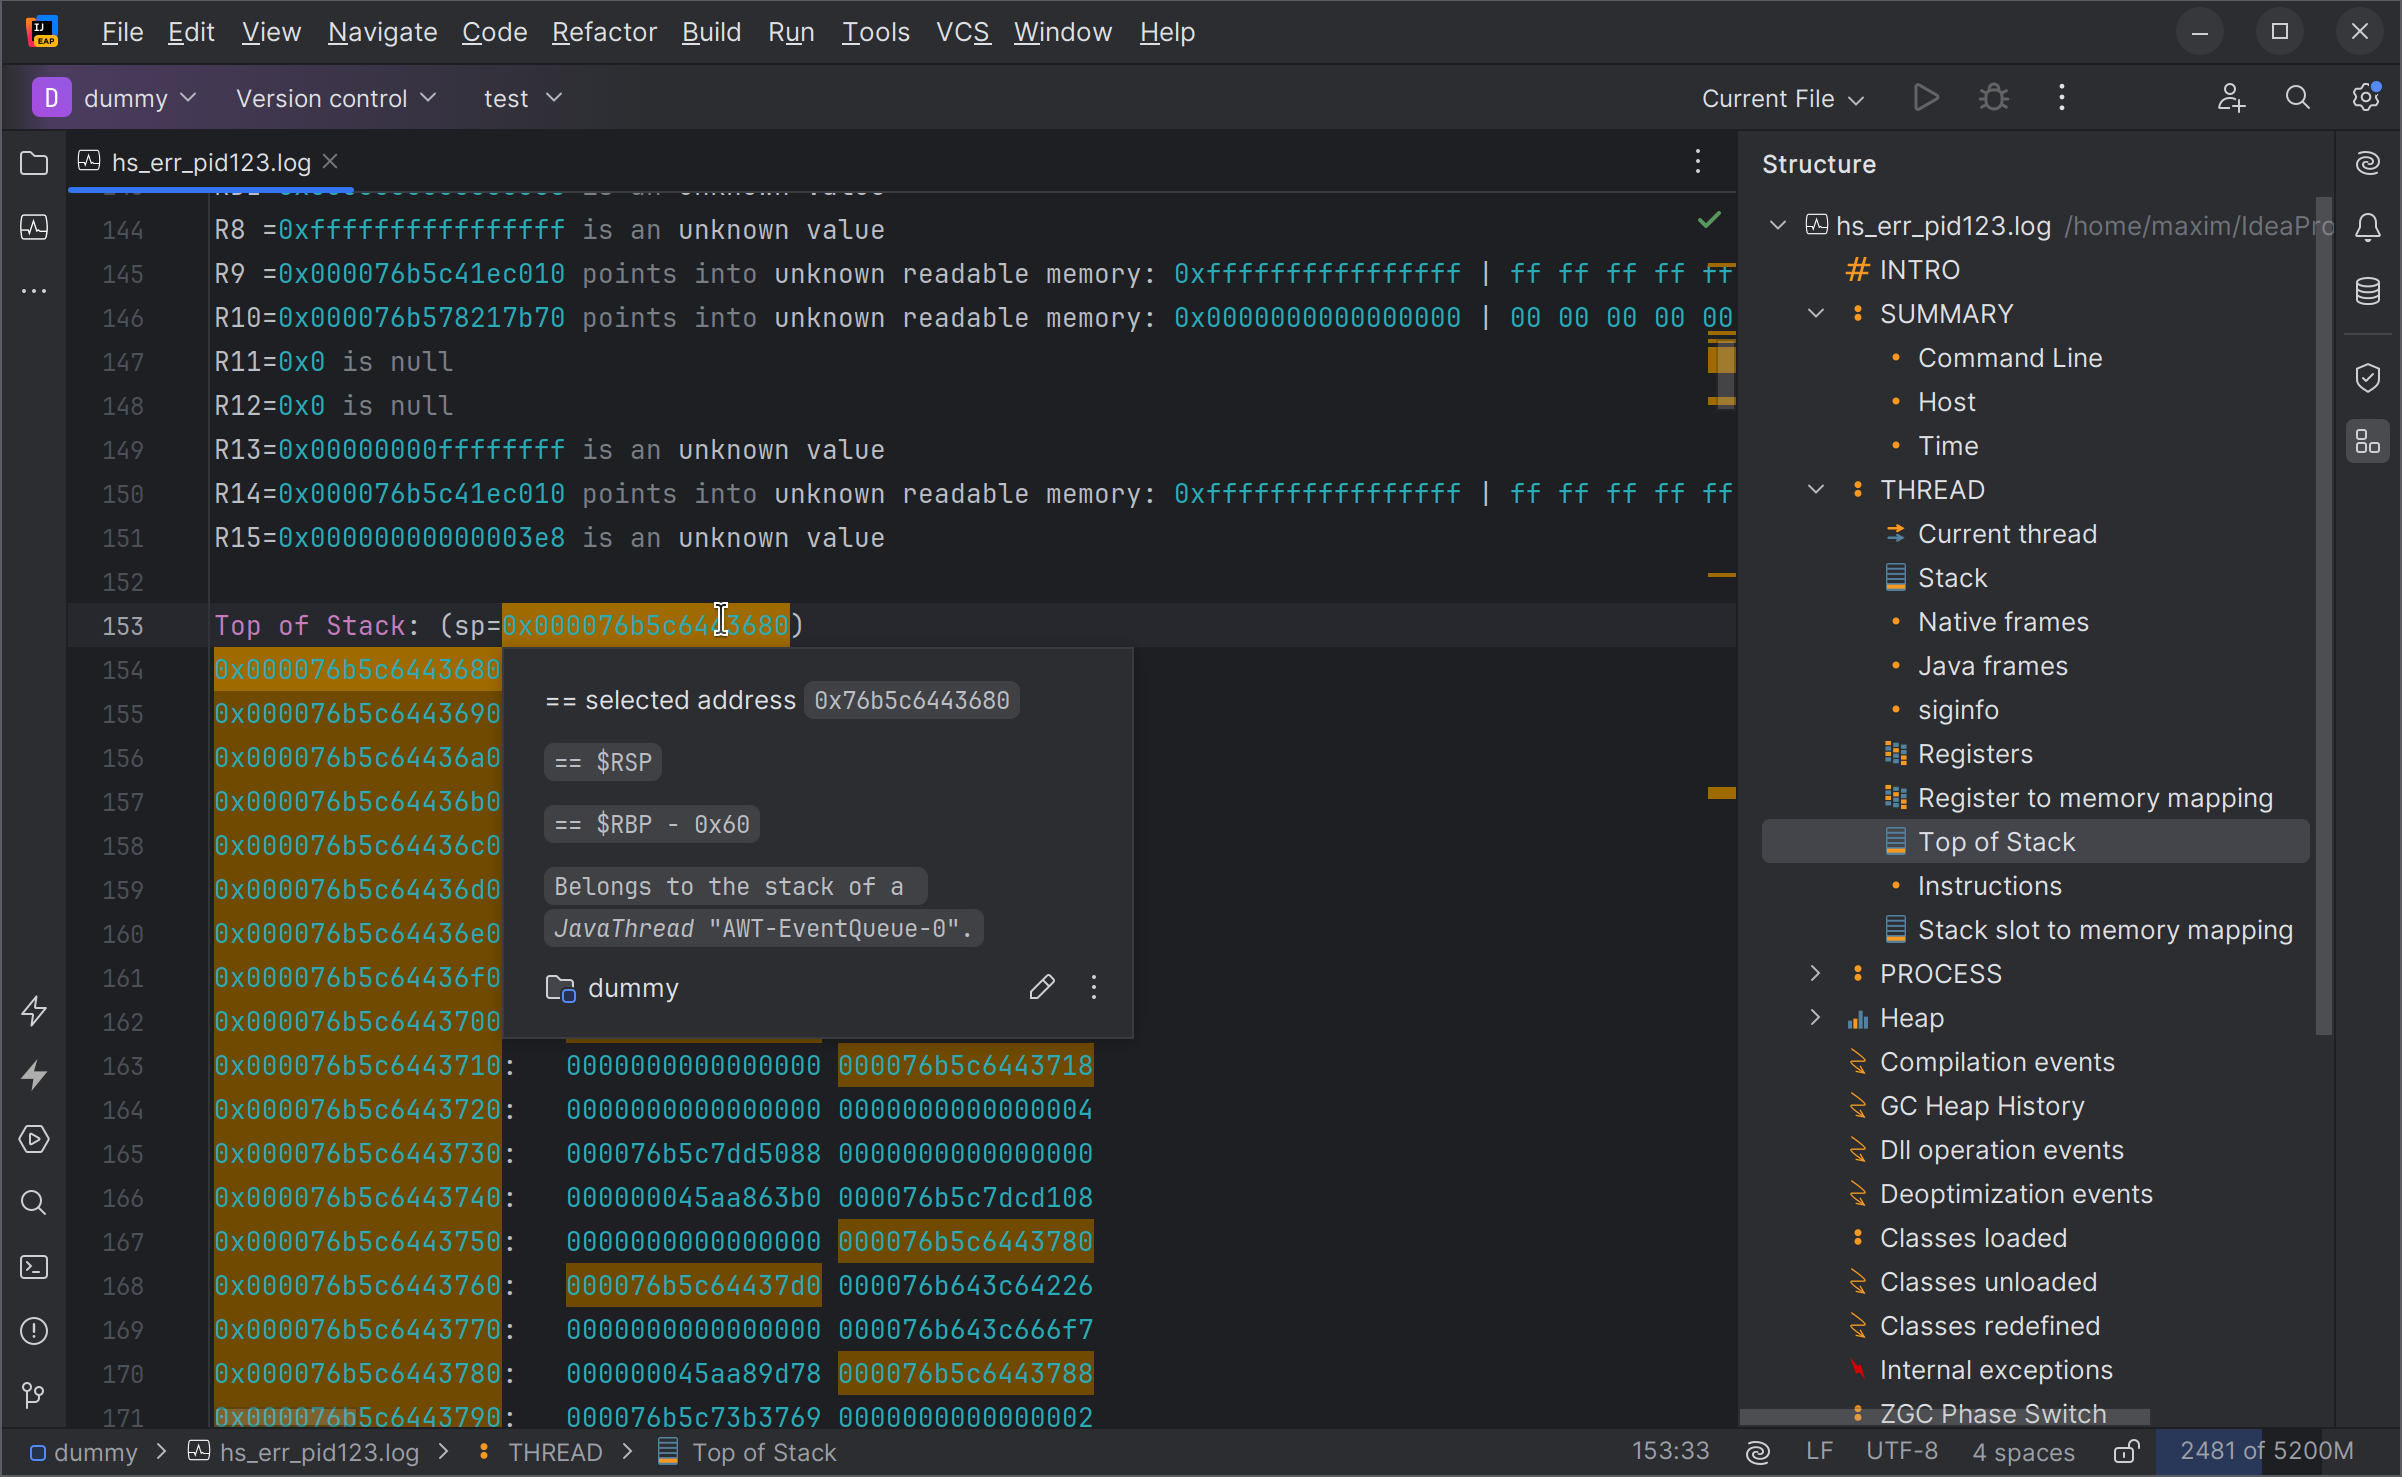 File Edit View Navigate Code Refactor Build Run Tools VCS Window Help
D dummy Version control test Current File
hs_err_pid123.log
144 R8 =0xffffffffffffffff is an unknown value
145 R9 =0x000076b5c41ec010 points into unknown readable memory: 0xffffffffffffffff | ff ff ff ff ff
146 R10=0x000076b578217b70 points into unknown readable memory: 0x0000000000000000 | 00 00 00 00 00
147 R11=0x0 is null
148 R12=0x0 is null
149 R13=0x00000000ffffffff is an unknown value
150 R14=0x000076b5c41ec010 points into unknown readable memory: 0xffffffffffffffff | ff ff ff ff ff
151 R15=0x00000000000003e8 is an unknown value
152
153 Top of Stack: (sp=0x000076b5c6443680)
154 0x000076b5c6443680
155 0x000076b5c6443690
156 0x000076b5c64436a0
157 0x000076b5c64436b0
158 0x000076b5c64436c0
159 0x000076b5c64436d0
160 0x000076b5c64436e0
161 0x000076b5c64436f0
162 0x000076b5c6443700
== selected address 0x76b5c6443680
== $RSP
== $RBP - 0x60
Belongs to the stack of a
JavaThread "AWT-EventQueue-0".
dummy
163 0x000076b5c6443710: 0000000000000000 000076b5c6443718
164 0x000076b5c6443720: 0000000000000000 0000000000000004
165 0x000076b5c6443730: 000076b5c7dd5088 0000000000000000
166 0x000076b5c6443740: 000000045aa863b0 000076b5c7dcd108
167 0x000076b5c6443750: 0000000000000000 000076b5c6443780
168 0x000076b5c6443760: 000076b5c64437d0 000076b643c64226
169 0x000076b5c6443770: 0000000000000000 000076b643c666f7
170 0x000076b5c6443780: 000000045aa89d78 000076b5c6443788
171 0x000076b5c6443790: 000076b5c73b3769 0000000000000002
Structure
hs_err_pid123.log /home/maxim/IdeaPro
INTRO
SUMMARY
Command Line
Host
Time
THREAD
Current thread
Stack
Native frames
Java frames
siginfo
Registers
Register to memory mapping
Top of Stack
Instructions
Stack slot to memory mapping
PROCESS
Heap
Compilation events
GC Heap History
Dll operation events
Deoptimization events
Classes loaded
Classes unloaded
Classes redefined
Internal exceptions
ZGC Phase Switch
dummy hs_err_pid123.log THREAD Top of Stack 153:33 LF UTF-8 4 spaces 2481 of 5200M